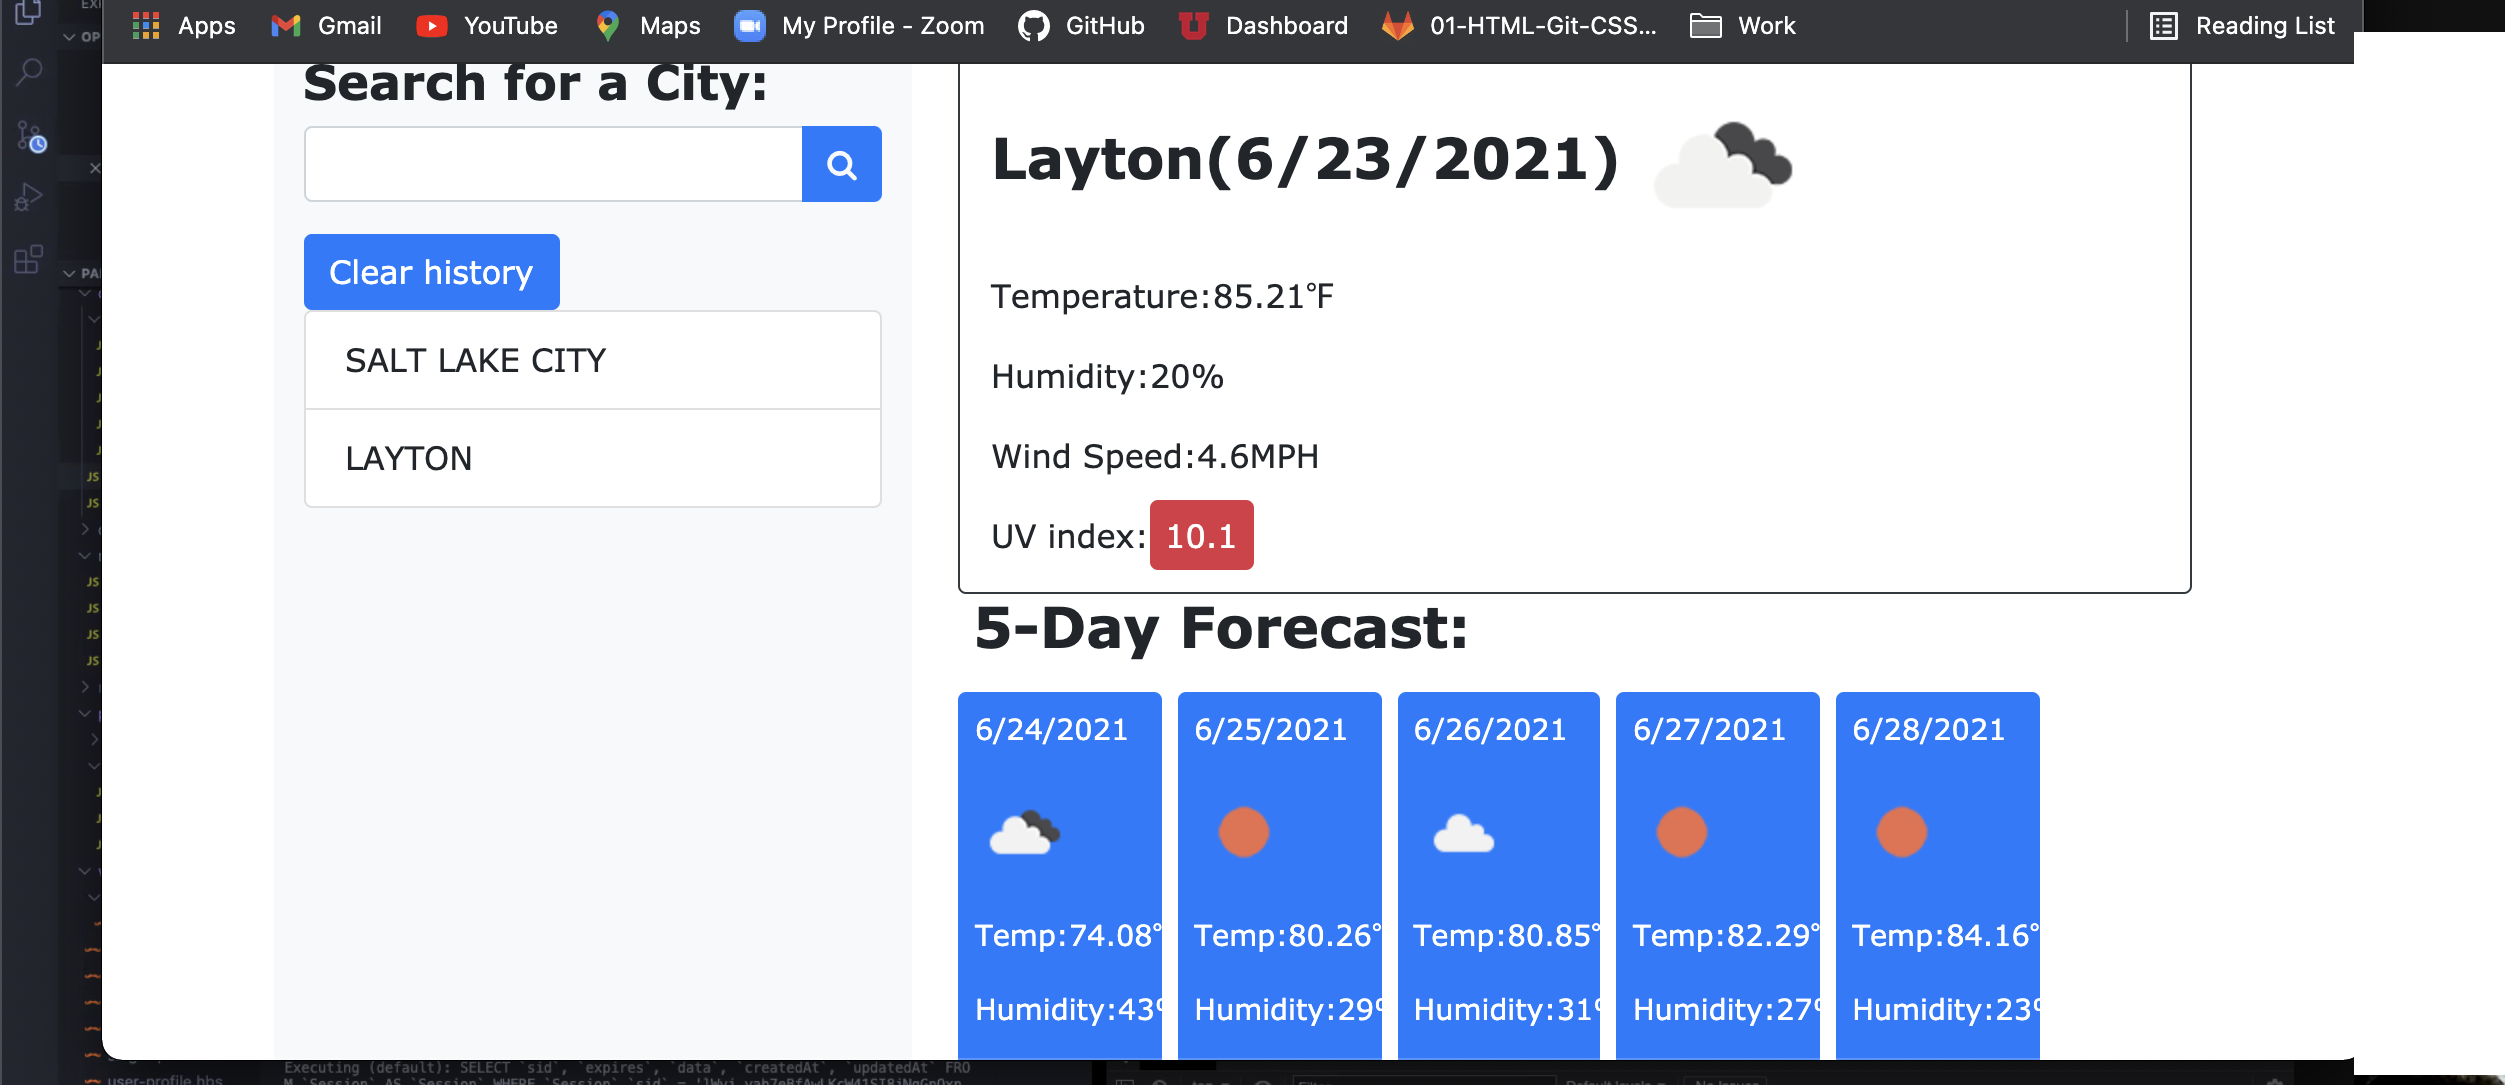 Apps Gmail YouTube Maps My Profile - Zoom GitHub Dashboard 01-HTML-Git-CSS... Work Reading List
Search for a City:
Clear history
SALT LAKE CITY
LAYTON
Layton(6/23/2021)
Temperature:85.21°F
Humidity:20%
Wind Speed:4.6MPH
UV index: 10.1
5-Day Forecast:
6/24/2021 6/25/2021 6/26/2021 6/27/2021 6/28/2021
Temp:74.08° Temp:80.26° Temp:80.85° Temp:82.29° Temp:84.16°
Humidity:43 Humidity:29 Humidity:31 Humidity:27 Humidity:23
Executing (default): SELECT `sid`, `expires`, `data`, `createdAt`, `updatedAt` FRO
user-profile.hbs